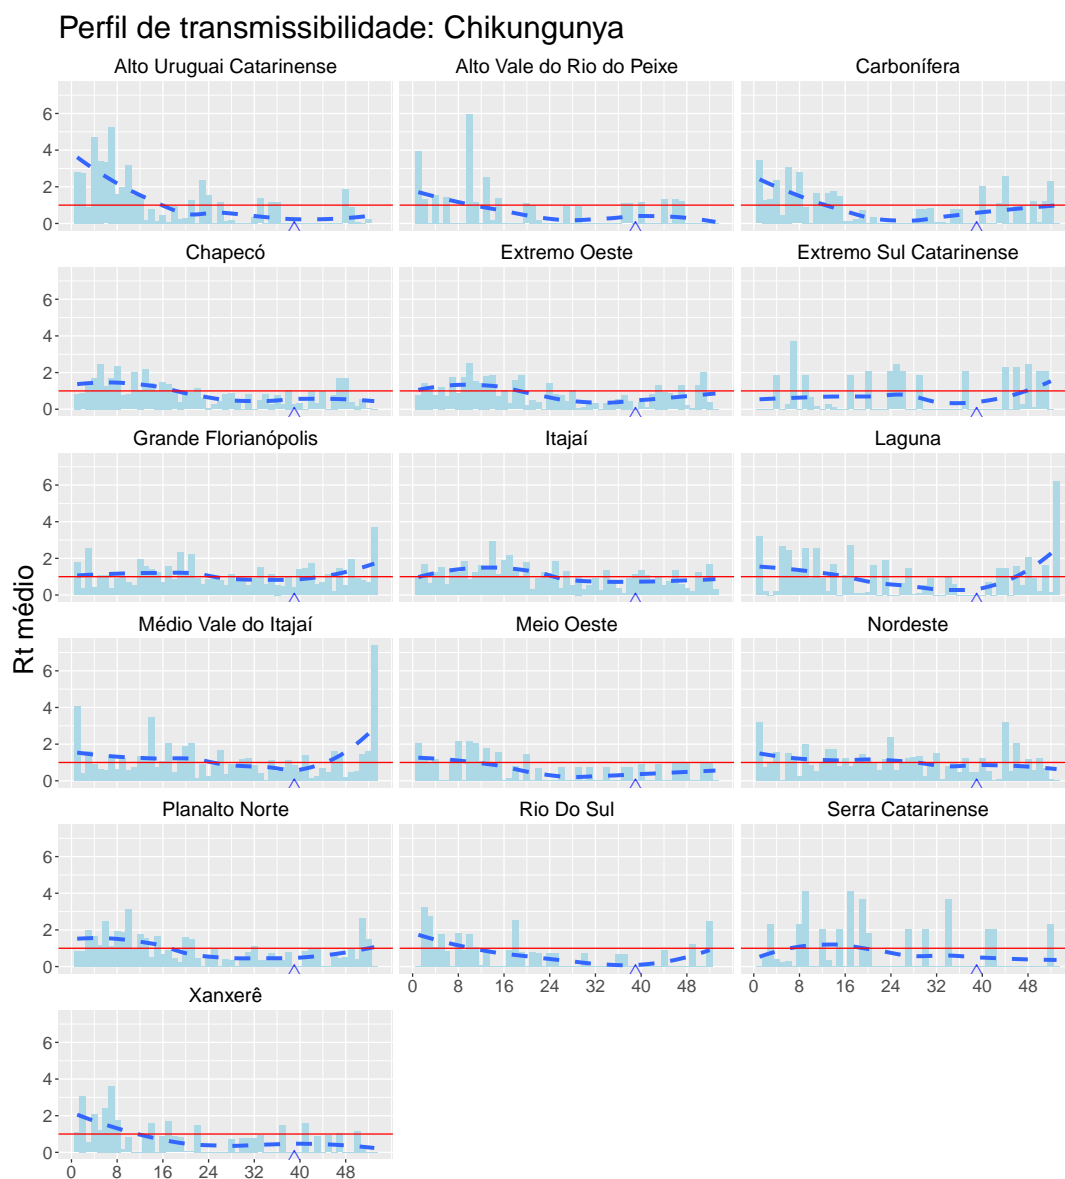 Perfil de transmissibilidade: Chikungunya
Alto Uruguai Catarinense Alto Vale do Rio do Peixe Carbonífera
6
4
2
0
Chapecó Extremo Oeste Extremo Sul Catarinense
6
4
2
0
Grande Florianópolis Itajaí Laguna
6
4
2
0
Rt médio
Médio Vale do Itajaí Meio Oeste Nordeste
6
4
2
0
Planalto Norte Rio Do Sul Serra Catarinense
6
4
2
0
0 8 16 24 32 40 48 0 8 16 24 32 40 48
Xanxerê
6
4
2
0
0 8 16 24 32 40 48